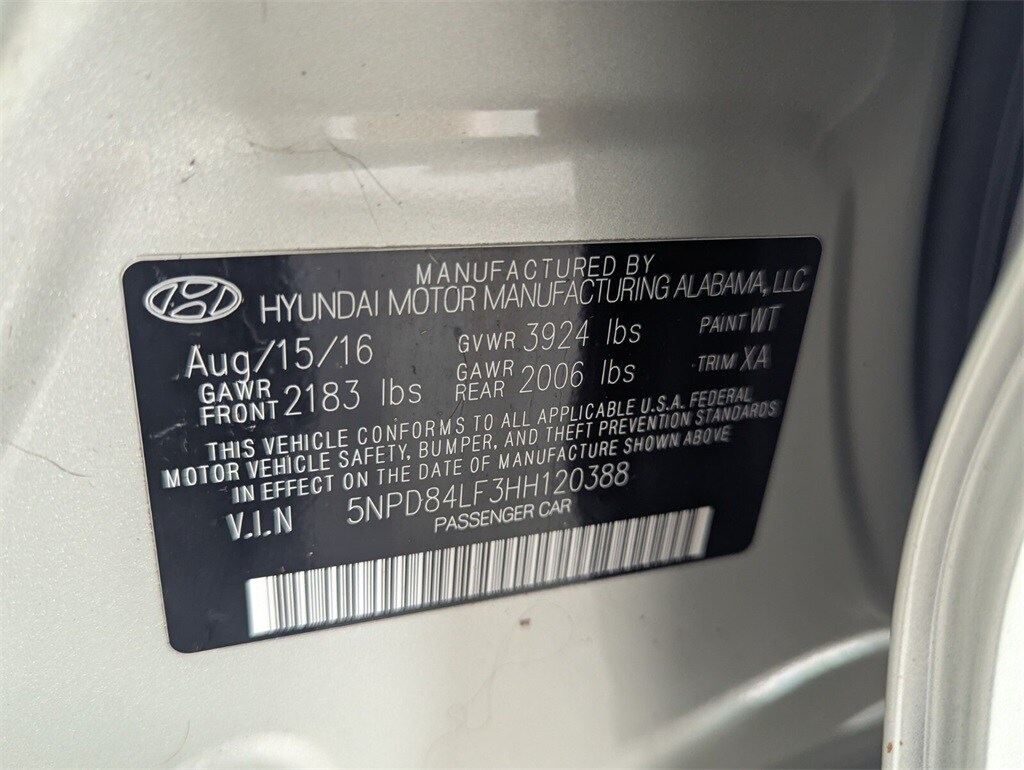 MANUFACTURED BY
HYUNDAI MOTOR MANUFACTURING ALABAMA, LLC
Aug/15/16 GVWR 3924 lbs PAINT WT
GAWR FRONT 2183 lbs GAWR REAR 2006 lbs TRIM XA
THIS VEHICLE CONFORMS TO ALL APPLICABLE U.S.A. FEDERAL
MOTOR VEHICLE SAFETY, BUMPER, AND THEFT PREVENTION STANDARDS
IN EFFECT ON THE DATE OF MANUFACTURE SHOWN ABOVE
V.I.N 5NPD84LF3HH120388
PASSENGER CAR